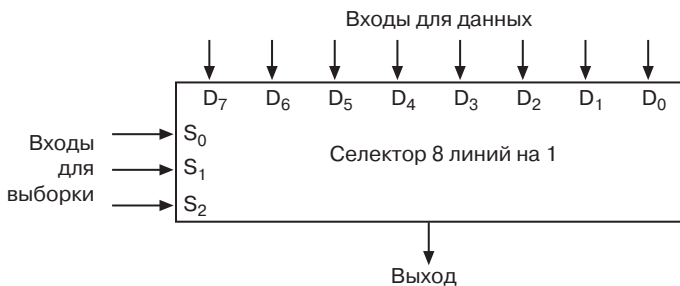 Входы для данных
D7 D6 D5 D4 D3 D2 D1 D0
Входы
для
выборки
S0
S1
S2
Селектор 8 линий на 1
Выход